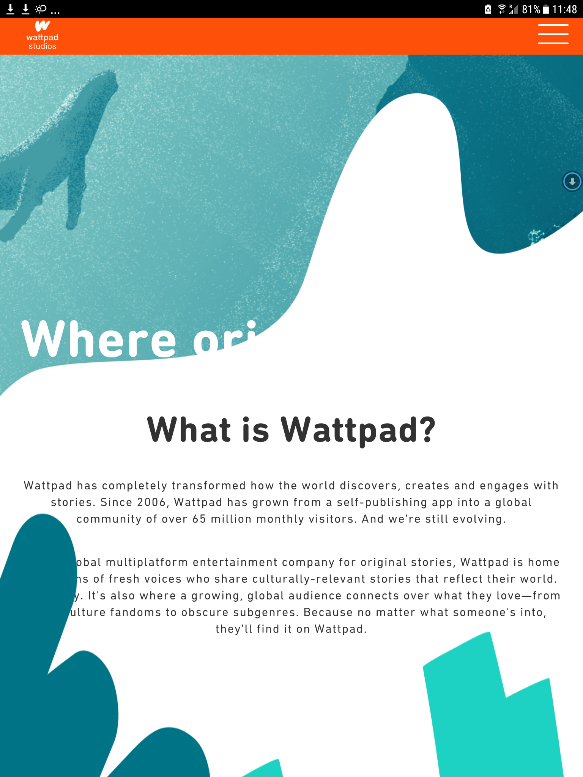 81% 11:48
wattpad
studios
Where ori
What is Wattpad?
Wattpad has completely transformed how the world discovers, creates and engages with
stories. Since 2006, Wattpad has grown from a self-publishing app into a global
community of over 65 million monthly visitors. And we're still evolving.
obal multiplatform entertainment company for original stories, Wattpad is home
ns of fresh voices who share culturally-relevant stories that reflect their world.
y. It's also where a growing, global audience connects over what they love—from
ulture fandoms to obscure subgenres. Because no matter what someone's into,
they'll find it on Wattpad.